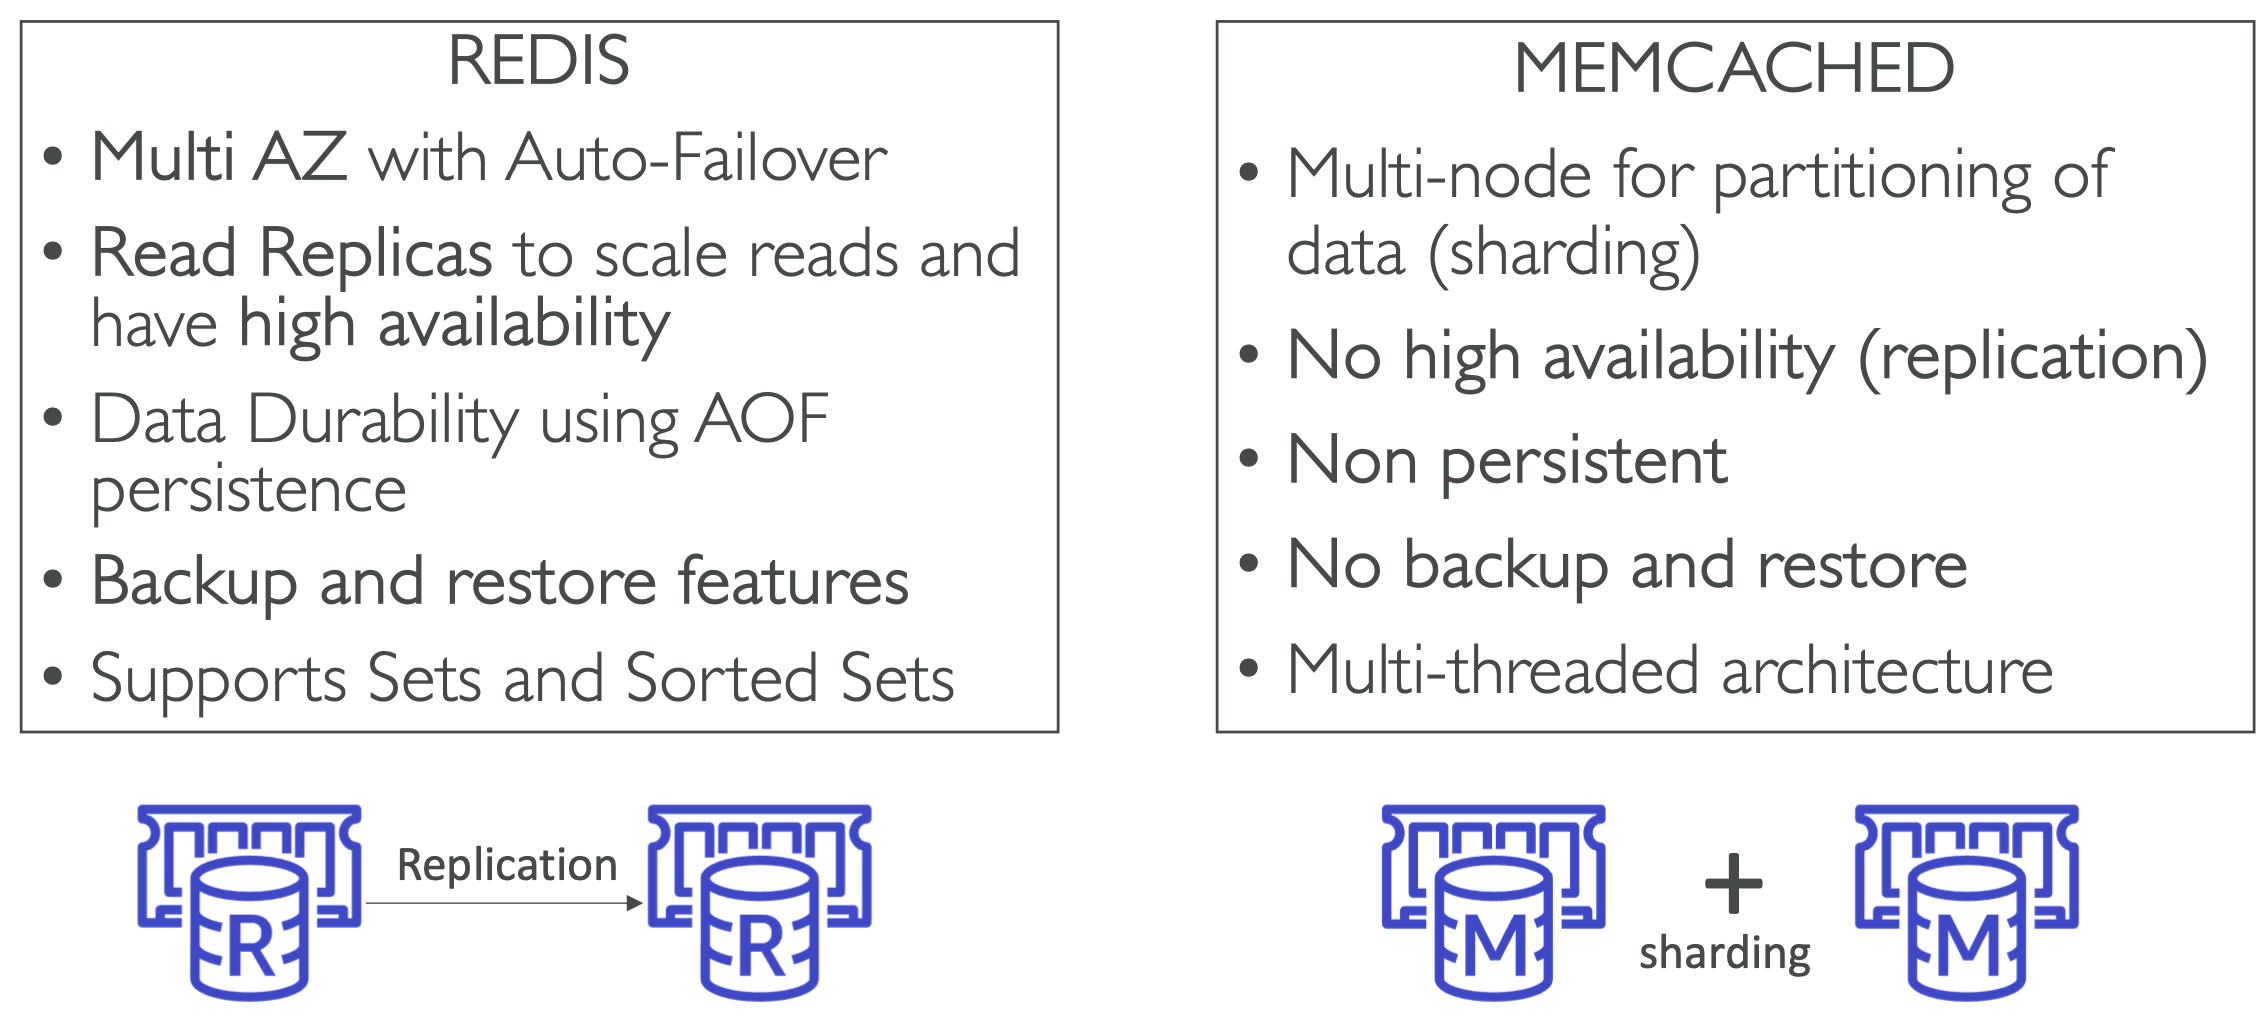 REDIS
• Multi AZ with Auto-Failover
• Read Replicas to scale reads and
have high availability
• Data Durability using AOF
persistence
• Backup and restore features
• Supports Sets and Sorted Sets
MEMCACHED
• Multi-node for partitioning of
data (sharding)
• No high availability (replication)
• Non persistent
• No backup and restore
• Multi-threaded architecture
R
Replication
R
M
+
sharding
M